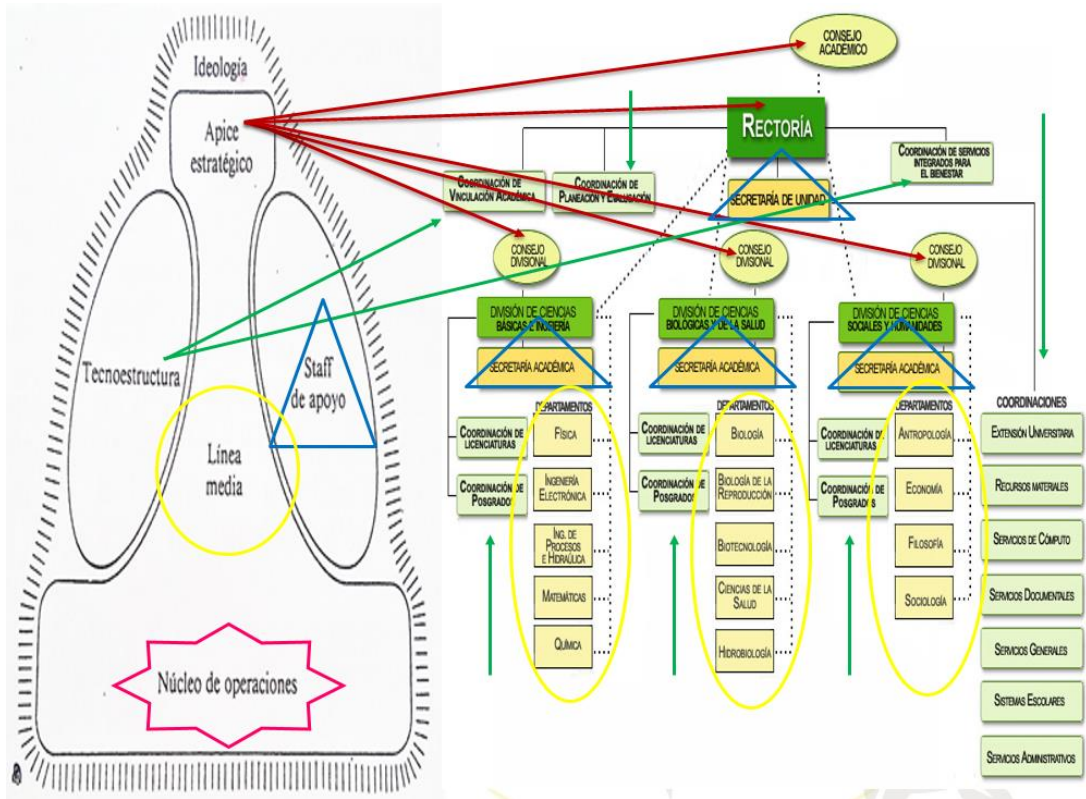 Ideología
Apice
estratégico
Tecnoestructura
Staff
de apoyo
Línea
media
Núcleo de operaciones
CONSEJO
ACADÉMICO
RECTORÍA
COORDINACIÓN DE
VINCULACIÓN ACADÉMICA
COORDINACIÓN DE
PLANEACIÓN Y EVALUACIÓN
COORDINACIÓN DE SERVICIOS
INTEGRADOS PARA
EL BIENESTAR
SECRETARÍA DE UNIDAD
CONSEJO
DIVISIONAL
CONSEJO
DIVISIONAL
CONSEJO
DIVISIONAL
DIVISIÓN DE CIENCIAS
BÁSICAS E INGIERÍA
SECRETARÍA ACADÉMICA
DEPARTAMENTOS
COORDINACIÓN DE
LICENCIATURAS
COORDINACIÓN DE
POSGRADOS
FÍSICA
INGENIERÍA
ELECTRÓNICA
ING. DE
PROCESOS
E HIDRAÚLICA
MATEMÁTICAS
QUÍMICA
DIVISIÓN DE CIENCIAS
BIOLÓGICAS Y DE LA SALUD
SECRETARÍA ACADÉMICA
DEPARTAMENTOS
COORDINACIÓN DE
LICENCIATURAS
COORDINACIÓN DE
POSGRADOS
BIOLOGÍA
BIOLOGÍA DE LA
REPRODUCCIÓN
BIOTECNOLOGÍA
CIENCIAS DE LA
SALUD
HIDROBIOLOGÍA
DIVISIÓN DE CIENCIAS
SOCIALES Y HUMANIDADES
SECRETARÍA ACADÉMICA
DEPARTAMENTOS
COORDINACIÓN DE
LICENCIATURAS
COORDINACIÓN DE
POSGRADOS
ANTROPOLOGÍA
ECONOMÍA
FILOSOFÍA
SOCIOLOGÍA
COORDINACIONES
EXTENSIÓN UNIVERSITARIA
RECURSOS MATERIALES
SERVICIOS DE CÓMPUTO
SERVICIOS DOCUMENTALES
SERVICIOS GENERALES
SISTEMAS ESCOLARES
SERVICIOS ADMINISTRATIVOS